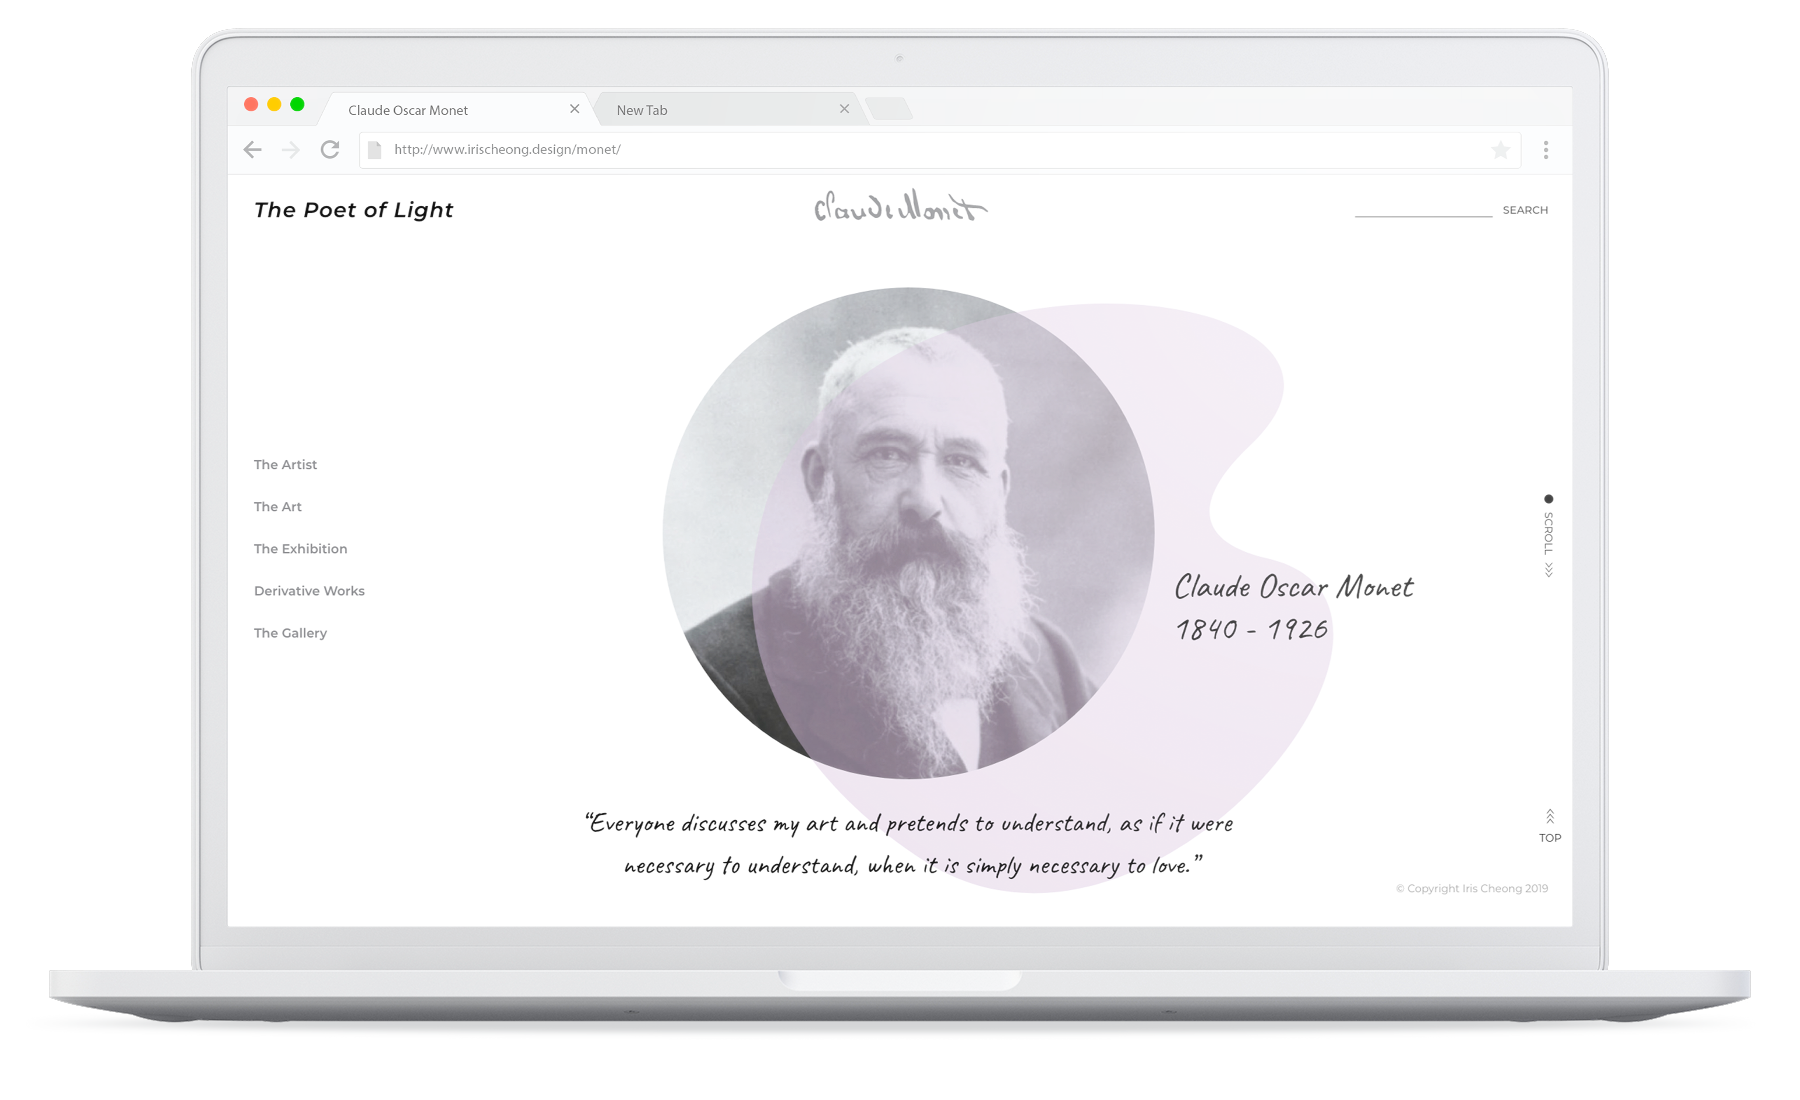 Claude Oscar Monet
New Tab
http://www.irischeong.design/monet/
The Poet of Light
Claude Monet
SEARCH
The Artist
The Art
The Exhibition
Derivative Works
The Gallery
SCROLL
Claude Oscar Monet
1840 - 1926
“Everyone discusses my art and pretends to understand, as if it were
necessary to understand, when it is simply necessary to love.”
TOP
© Copyright Iris Cheong 2019